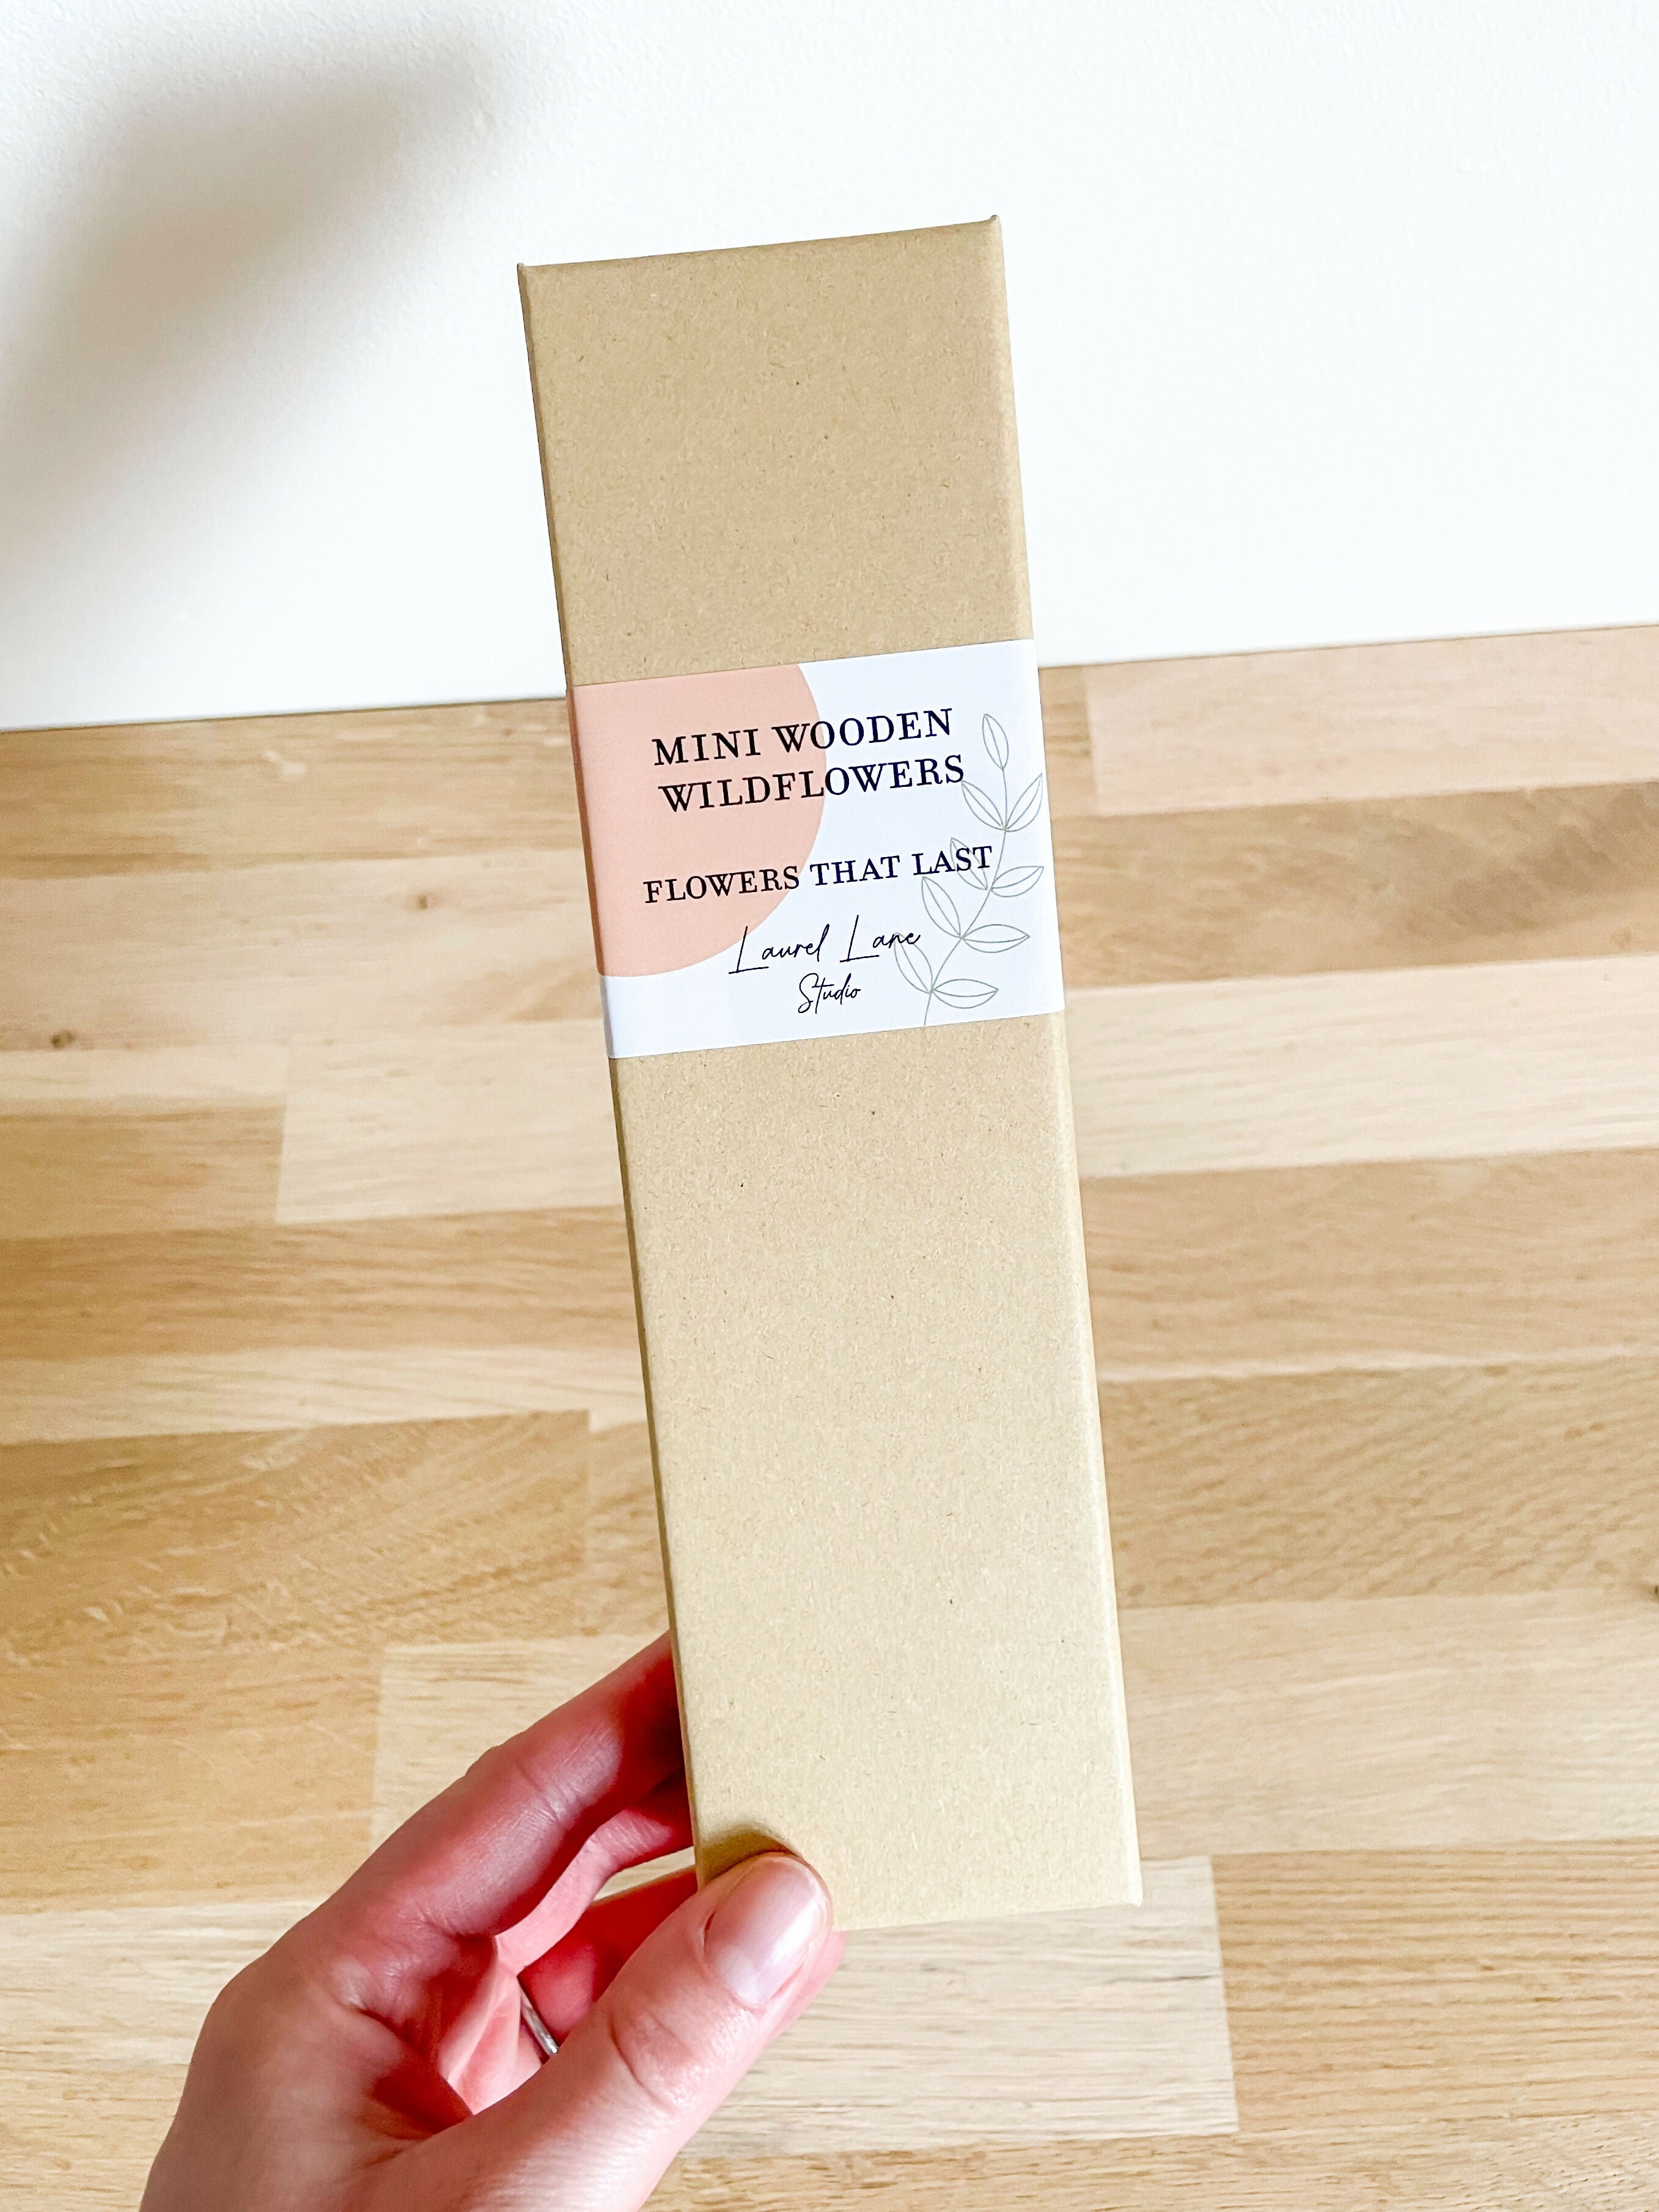 MINI WOODEN
WILDFLOWERS
FLOWERS THAT LAST
Laurel Lane
Studio